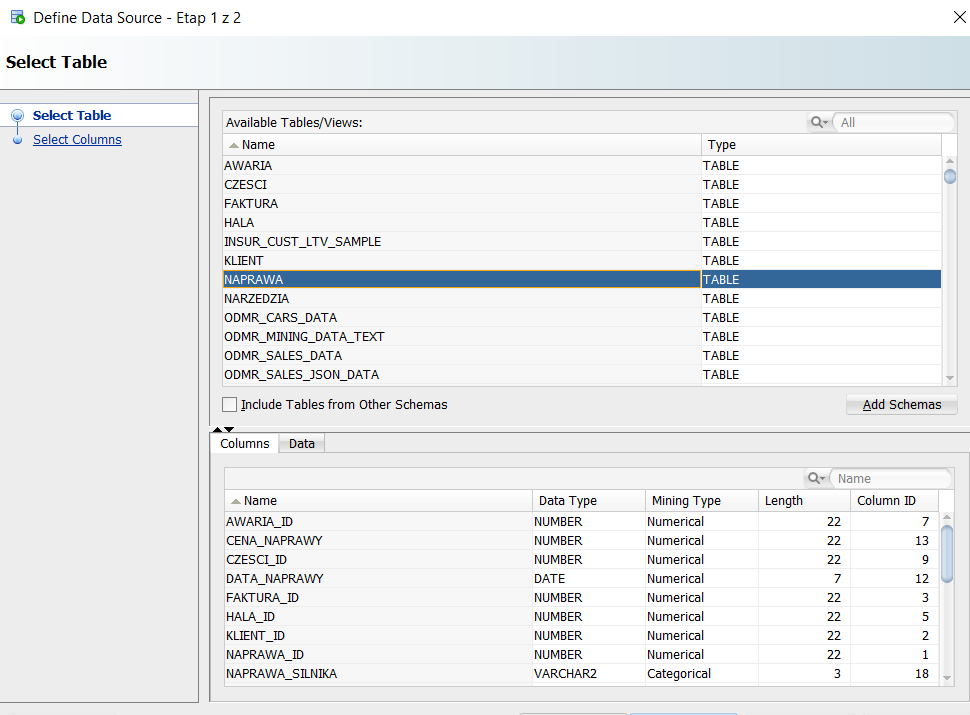 Define Data Source - Etap 1 z 2
Select Table
Select Table
Select Columns
Available Tables/Views:
All
Name Type
AWARIA TABLE
CZESCI TABLE
FAKTURA TABLE
HALA TABLE
INSUR_CUST_LTV_SAMPLE TABLE
KLIENT TABLE
NAPRAWA TABLE
NARZEDZIA TABLE
ODMR_CARS_DATA TABLE
ODMR_MINING_DATA_TEXT TABLE
ODMR_SALES_DATA TABLE
ODMR_SALES_JSON_DATA TABLE
Include Tables from Other Schemas Add Schemas
Columns Data
Name
Name Data Type Mining Type Length Column ID
AWARIA_ID NUMBER Numerical 22 7
CENA_NAPRAWY NUMBER Numerical 22 13
CZESCI_ID NUMBER Numerical 22 9
DATA_NAPRAWY DATE Numerical 7 12
FAKTURA_ID NUMBER Numerical 22 3
HALA_ID NUMBER Numerical 22 5
KLIENT_ID NUMBER Numerical 22 2
NAPRAWA_ID NUMBER Numerical 22 1
NAPRAWA_SILNIKA VARCHAR2 Categorical 3 18